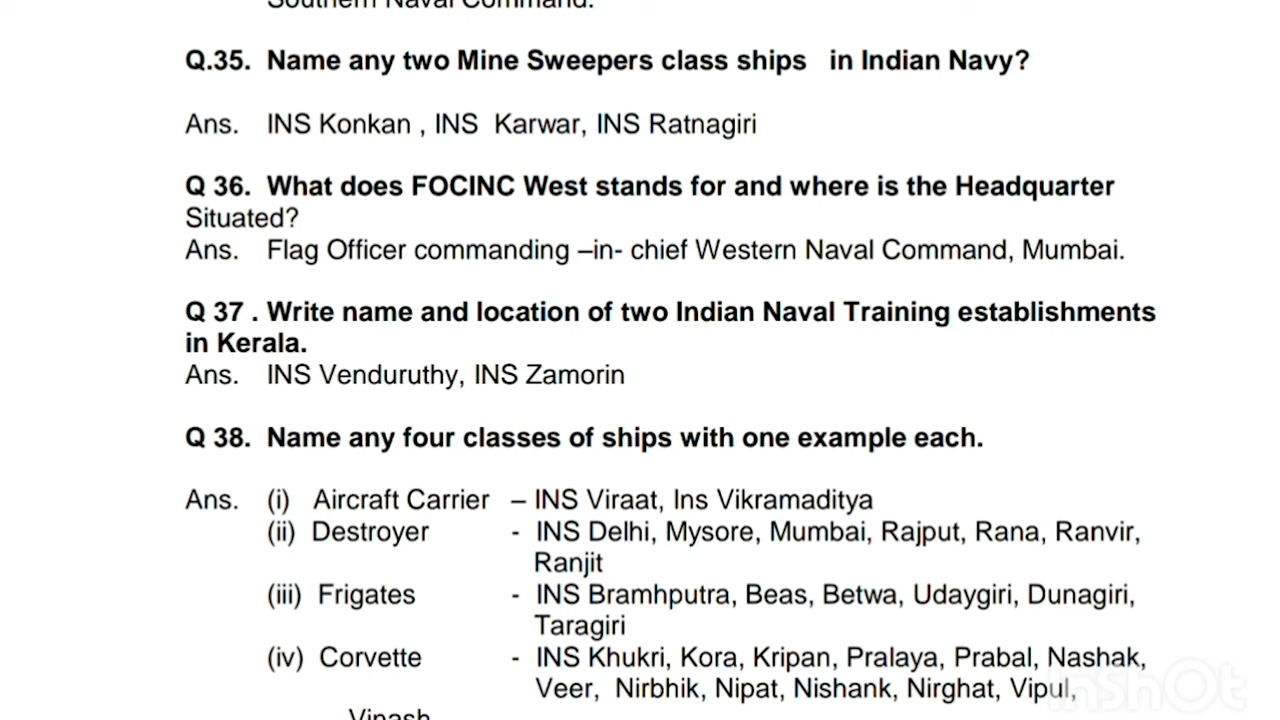 Southern Naval Command.
Q.35. Name any two Mine Sweepers class ships in Indian Navy?
Ans. INS Konkan , INS Karwar, INS Ratnagiri
Q 36. What does FOCINC West stands for and where is the Headquarter
Situated?
Ans. Flag Officer commanding –in- chief Western Naval Command, Mumbai.
Q 37 . Write name and location of two Indian Naval Training establishments
in Kerala.
Ans. INS Venduruthy, INS Zamorin
Q 38. Name any four classes of ships with one example each.
Ans. (i) Aircraft Carrier – INS Viraat, Ins Vikramaditya
(ii) Destroyer - INS Delhi, Mysore, Mumbai, Rajput, Rana, Ranvir,
Ranjit
(iii) Frigates - INS Bramhputra, Beas, Betwa, Udaygiri, Dunagiri,
Taragiri
(iv) Corvette - INS Khukri, Kora, Kripan, Pralaya, Prabal, Nashak,
Veer, Nirbhik, Nipat, Nishank, Nirghat, Vipul,
Vinash
InShOt